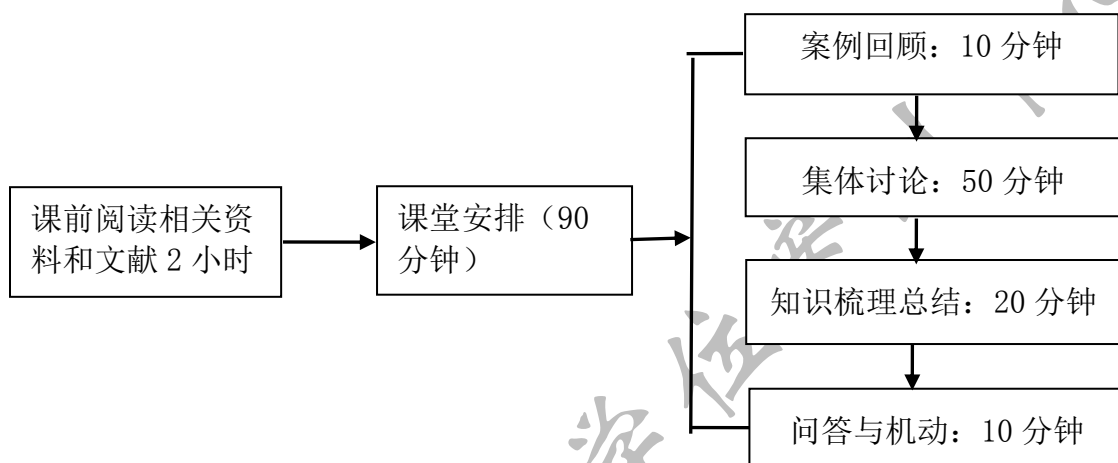 课前阅读相关资
料和文献 2 小时
课堂安排（90
分钟）
案例回顾：10 分钟
集体讨论：50 分钟
知识梳理总结：20 分钟
问答与机动：10 分钟
学位